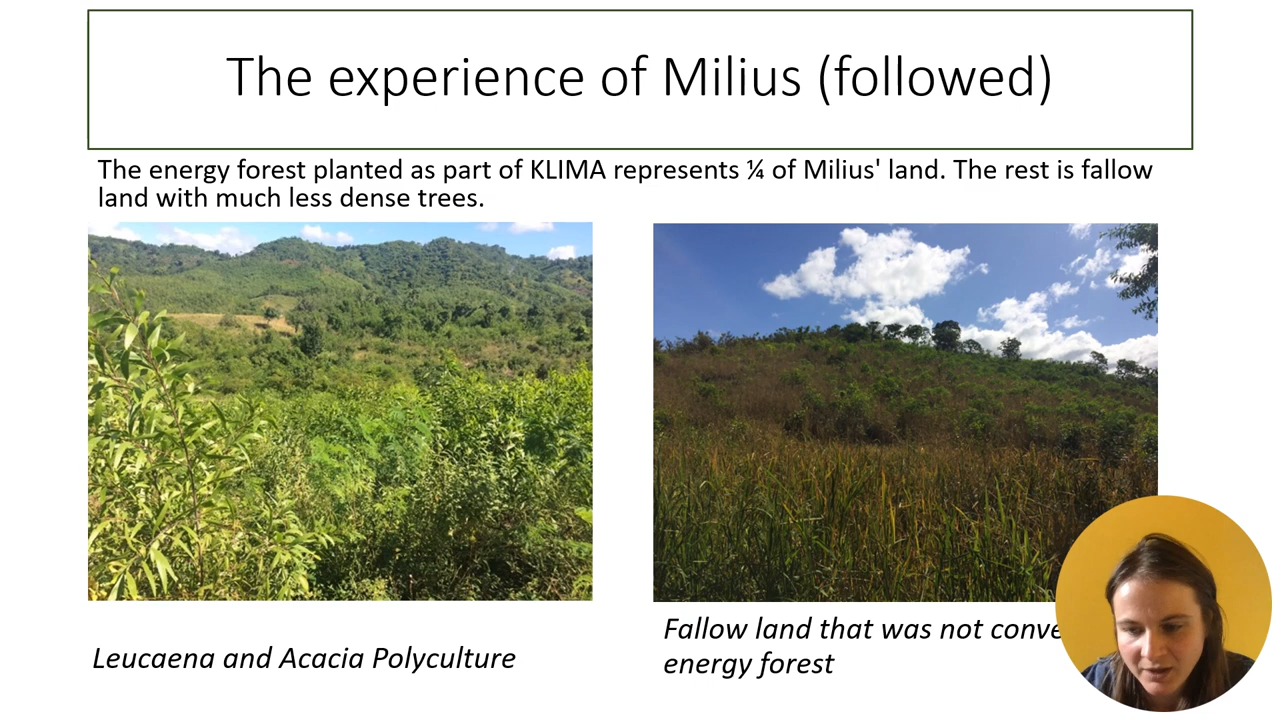 The experience of Milius (followed)
The energy forest planted as part of KLIMA represents ¼ of Milius' land. The rest is fallow
land with much less dense trees.
Leucaena and Acacia Polyculture
Fallow land that was not
energy forest